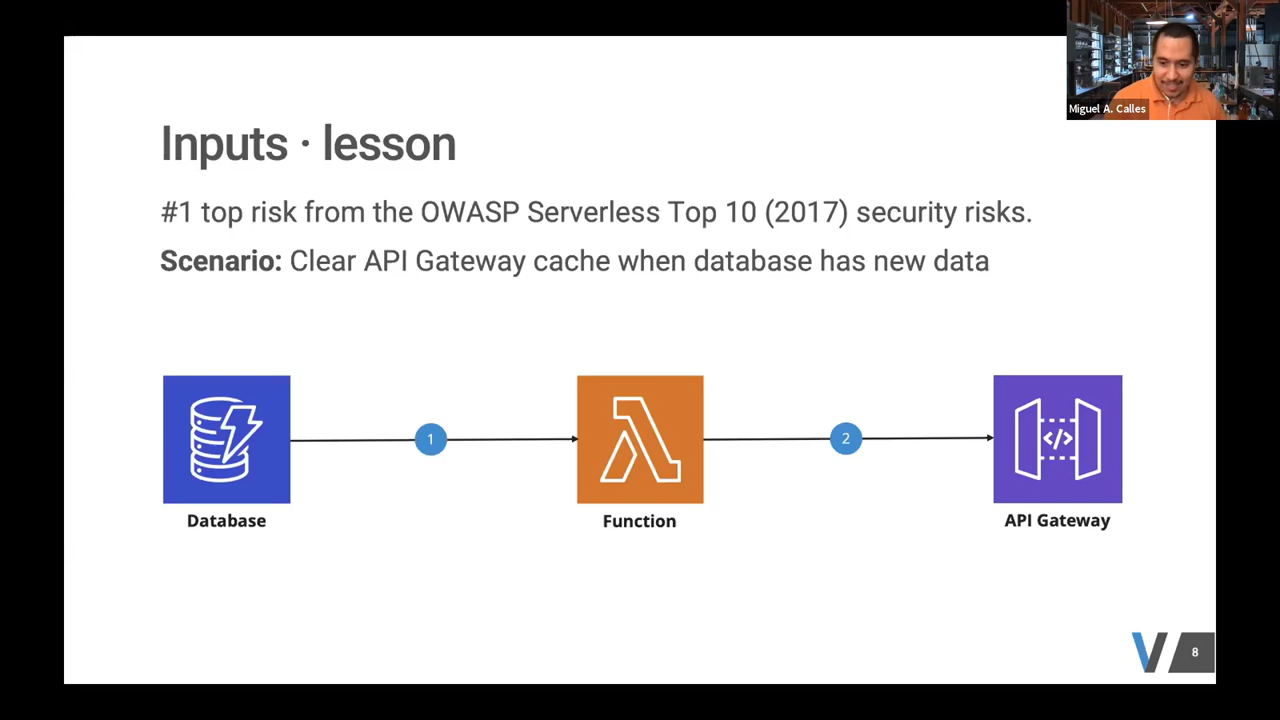 Miguel A. Calles
Inputs · lesson
#1 top risk from the OWASP Serverless Top 10 (2017) security risks.
Scenario: Clear API Gateway cache when database has new data
1
2
</>
Database
Function
API Gateway
8